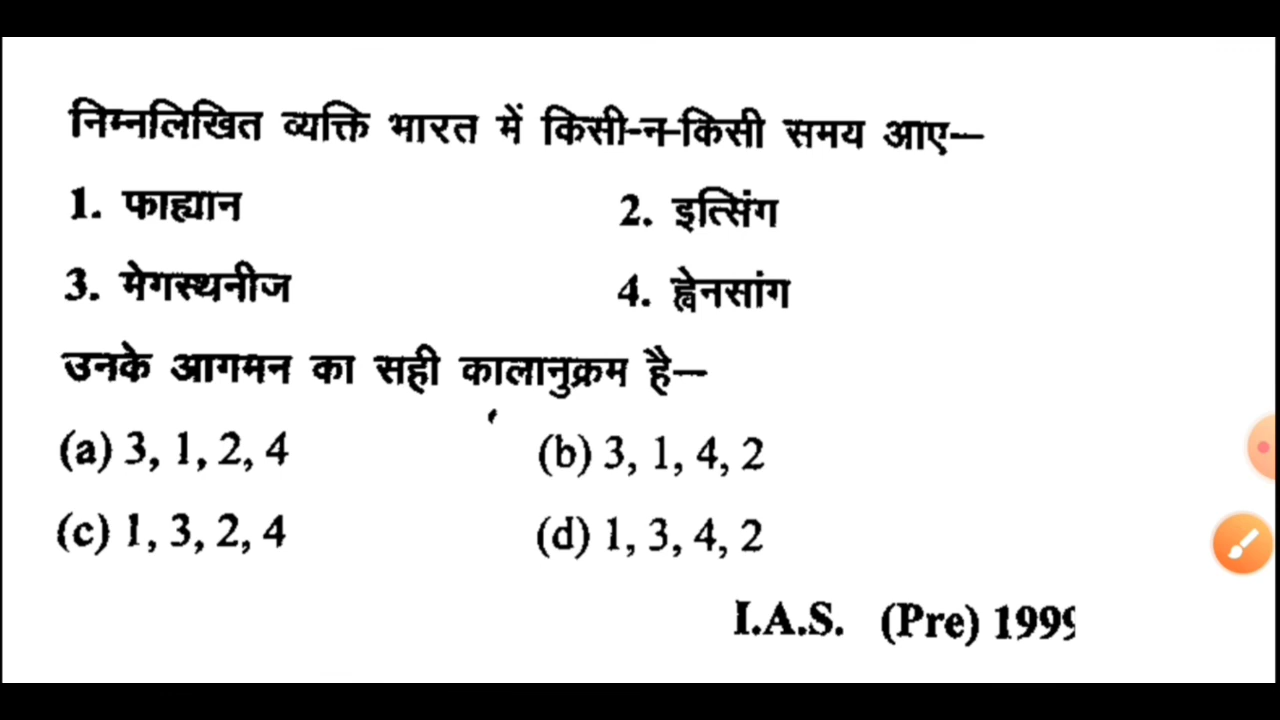 निम्नलिखित व्यक्ति भारत में किसी-न-किसी समय आए—
1. फाह्यान 2. इत्सिंग
3. मेगस्थनीज 4. ह्वेनसांग
उनके आगमन का सही कालानुक्रम है—
(a) 3, 1, 2, 4 (b) 3, 1, 4, 2
(c) 1, 3, 2, 4 (d) 1, 3, 4, 2
I.A.S. (Pre) 1999